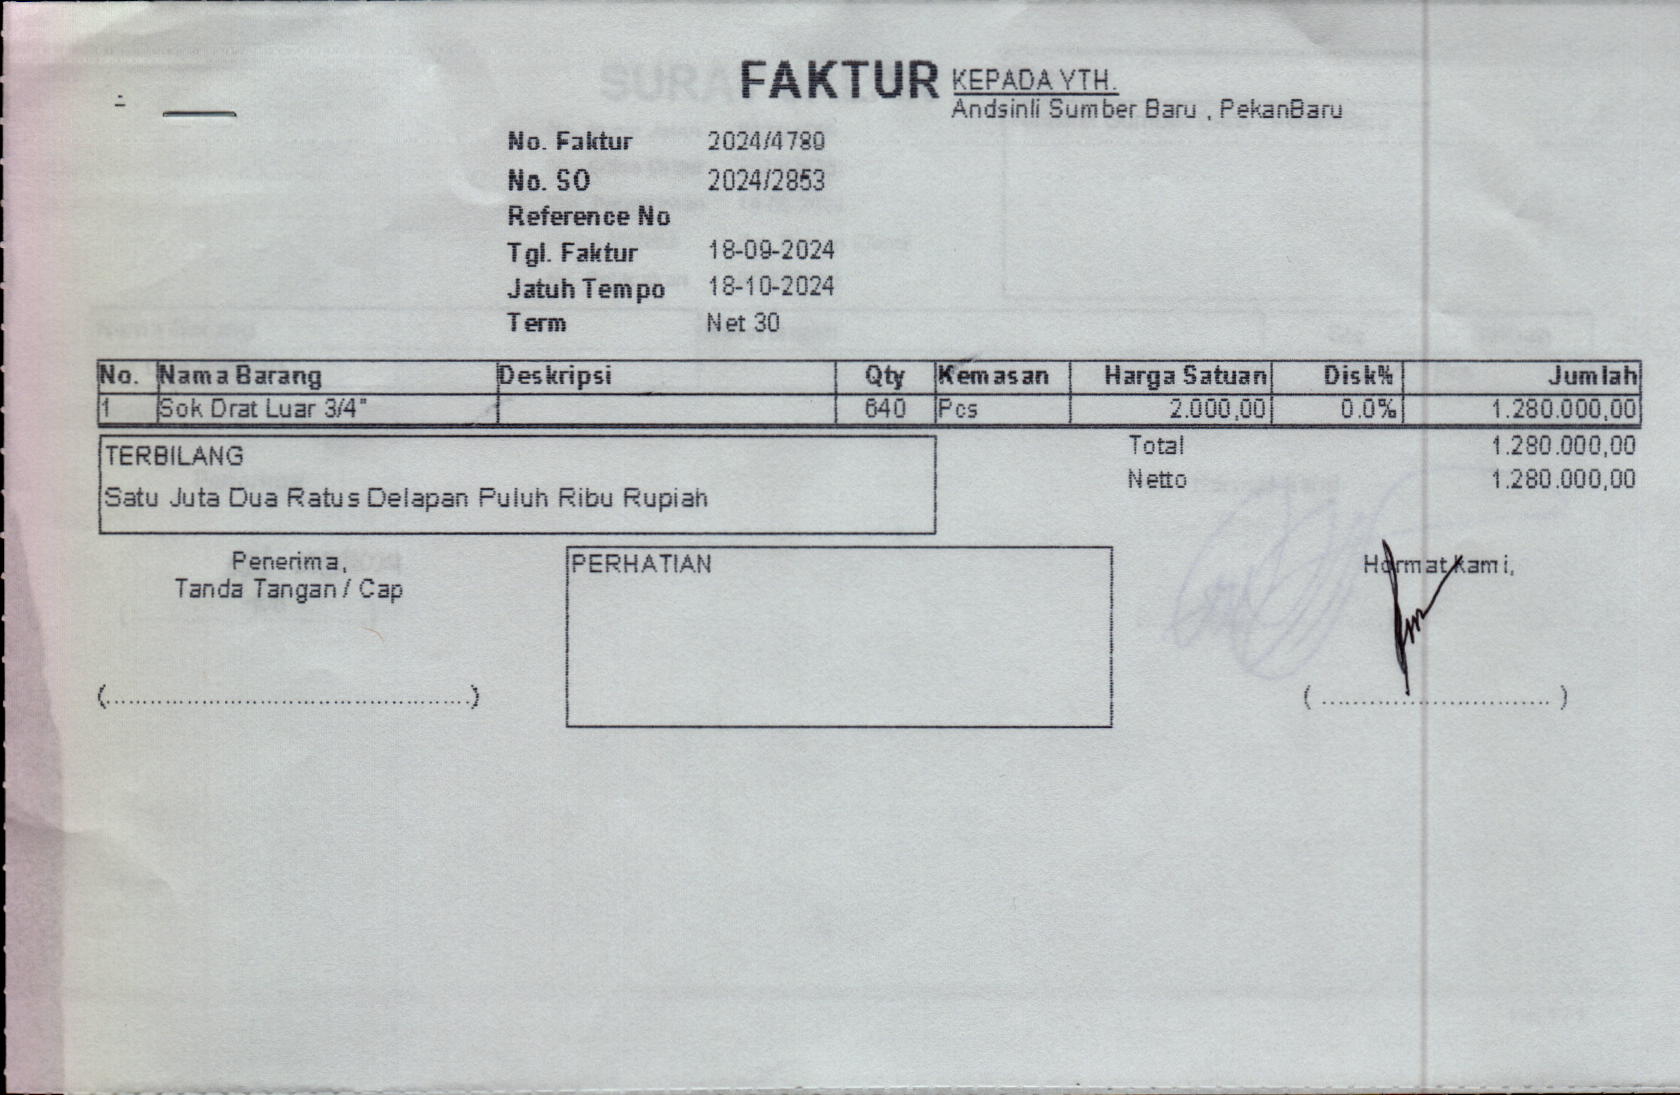 FAKTUR
KEPADA YTH.
Andsinli Sumber Baru , PekanBaru
No. Faktur 2024/4789
No. SO 2024/2853
Reference No
Tgl. Faktur 18-09-2024
Jatuh Tempo 18-10-2024
Term Net 30
No. Nama Barang Deskripsi Qty Kemasan Harga Satuan Disk% Jumlah
1 Sok Drat Luar 3/4" 640 Pcs 2.000,00 0.0% 1.280.000,00
Total 1.280.000,00
Netto 1.280.000,00
TERBILANG
Satu Juta Dua Ratus Delapan Puluh Ribu Rupiah
Penerima,
Tanda Tangan / Cap
(................................................)
PERHATIAN
Hormat Kami,
( .............................. )